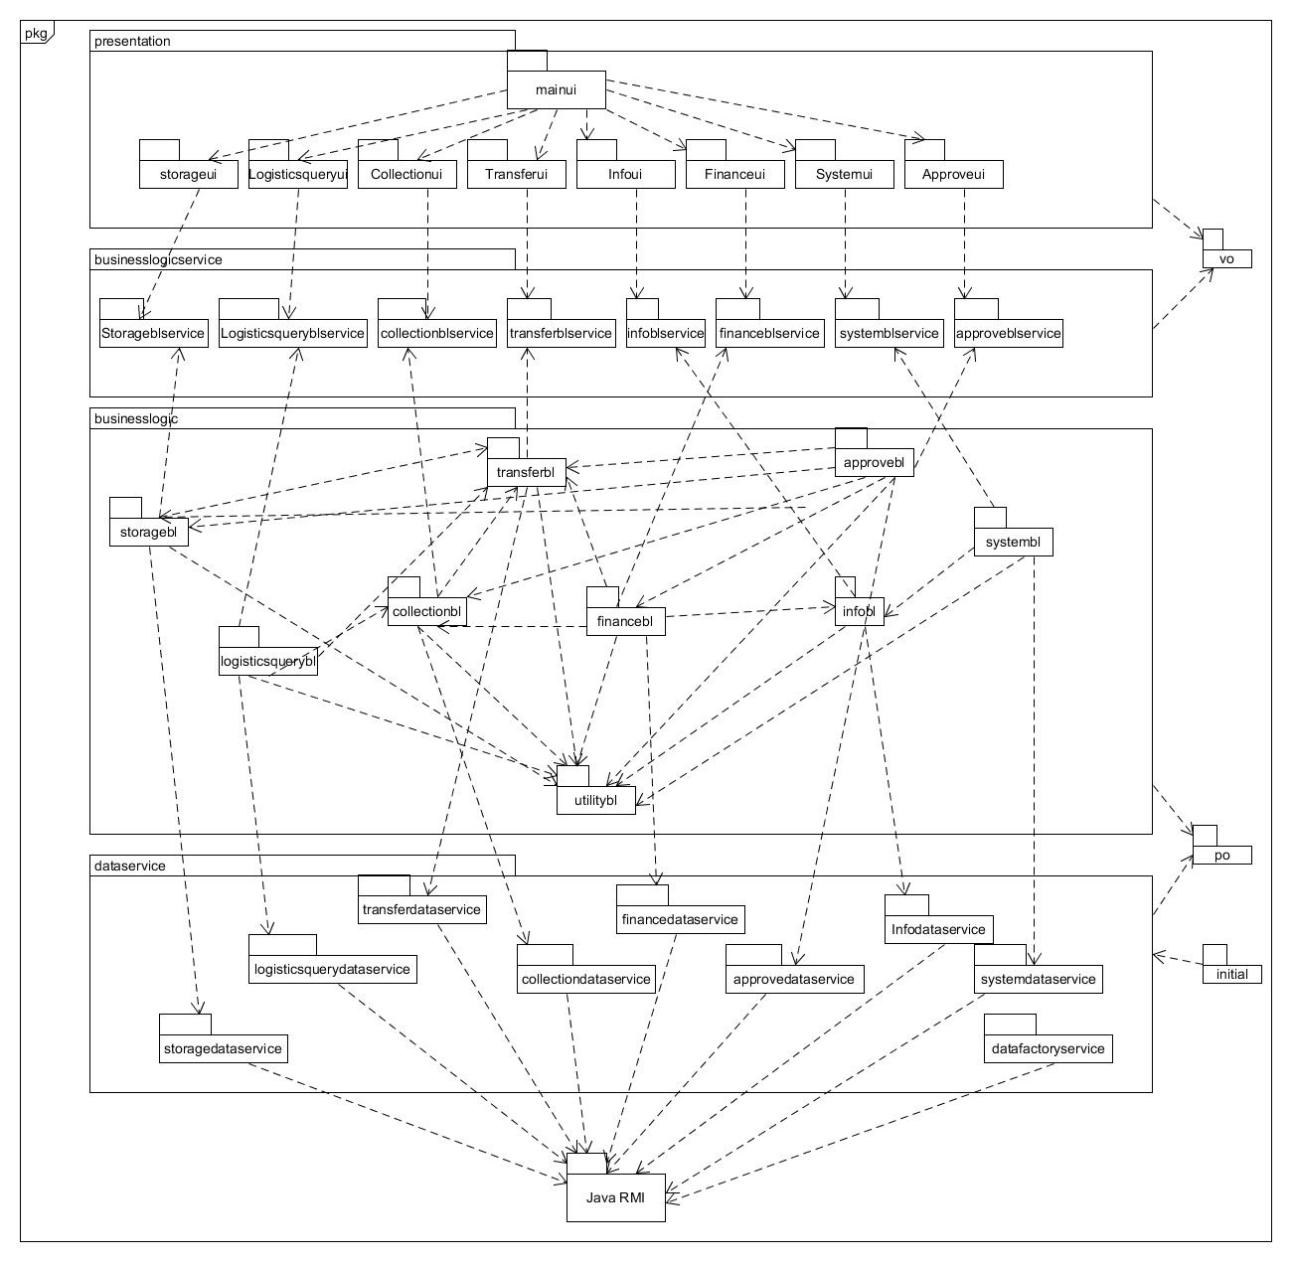 pkg
presentation
mainui
storageui
Logisticsqueryui
Collectionui
Transferui
Infoui
Financeui
Systemui
Approveui
vo
businesslogicservice
Storageblservice
Logisticsqueryblservice
collectionblservice
transferblservice
infoblservice
financeblservice
systemblservice
approveblservice
businesslogic
transferbl
approvebl
storagebl
systembl
collectionbl
financebl
infobl
logisticsquerybl
utilitybl
po
dataservice
transferdataservice
financedataservice
Infodataservice
logisticsquerydataservice
collectiondataservice
approvedataservice
systemdataservice
initial
storagedataservice
datafactoryservice
Java RMI